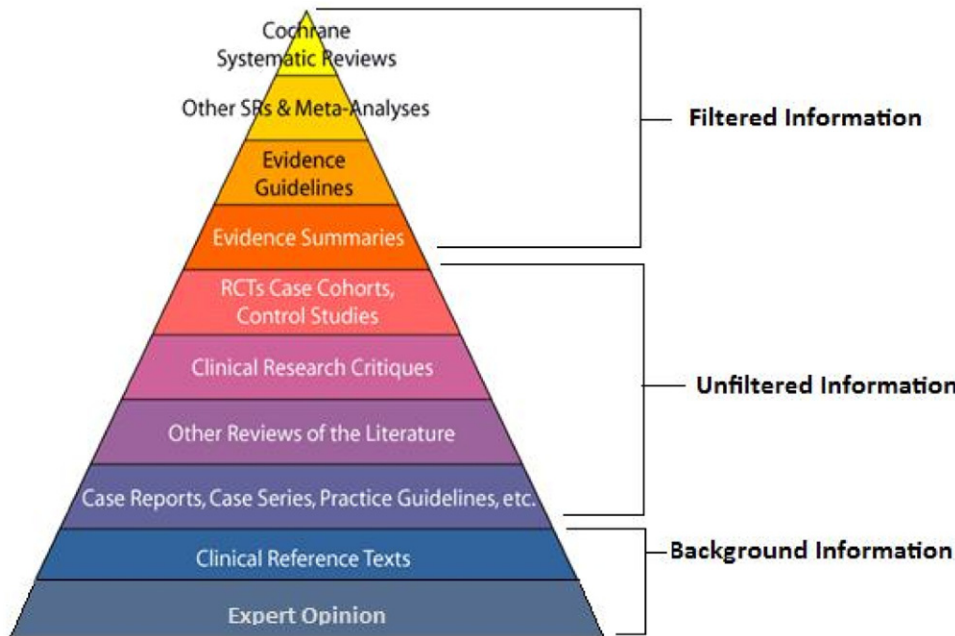 Cochrane
Systematic Reviews
Other SRs & Meta-Analyses
Evidence
Guidelines
Evidence Summaries
Filtered Information
RCTs Case Cohorts,
Control Studies
Clinical Research Critiques
Other Reviews of the Literature
Case Reports, Case Series, Practice Guidelines, etc.
Unfiltered Information
Clinical Reference Texts
Expert Opinion
Background Information